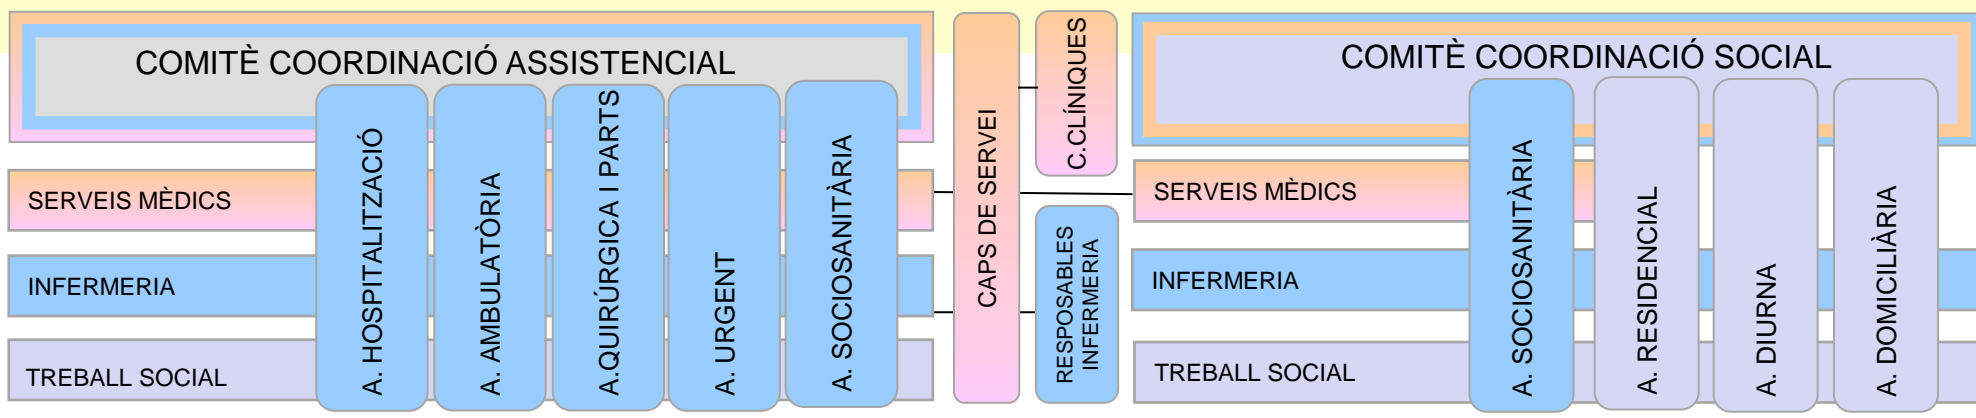 COMITÈ COORDINACIÓ ASSISTENCIAL
SERVEIS MÈDICS
INFERMERIA
TREBALL SOCIAL
A. HOSPITALITZACIÓ
A. AMBULATÒRIA
A.QUIRÚRGICA I PARTS
A. URGENT
A. SOCIOSANITÀRIA
CAPS DE SERVEI
C.CLÍNIQUES
RESPOSABLES
INFERMERIA
COMITÈ COORDINACIÓ SOCIAL
SERVEIS MÈDICS
INFERMERIA
TREBALL SOCIAL
A. SOCIOSANITÀRIA
A. RESIDENCIAL
A. DIURNA
A. DOMICILIÀRIA